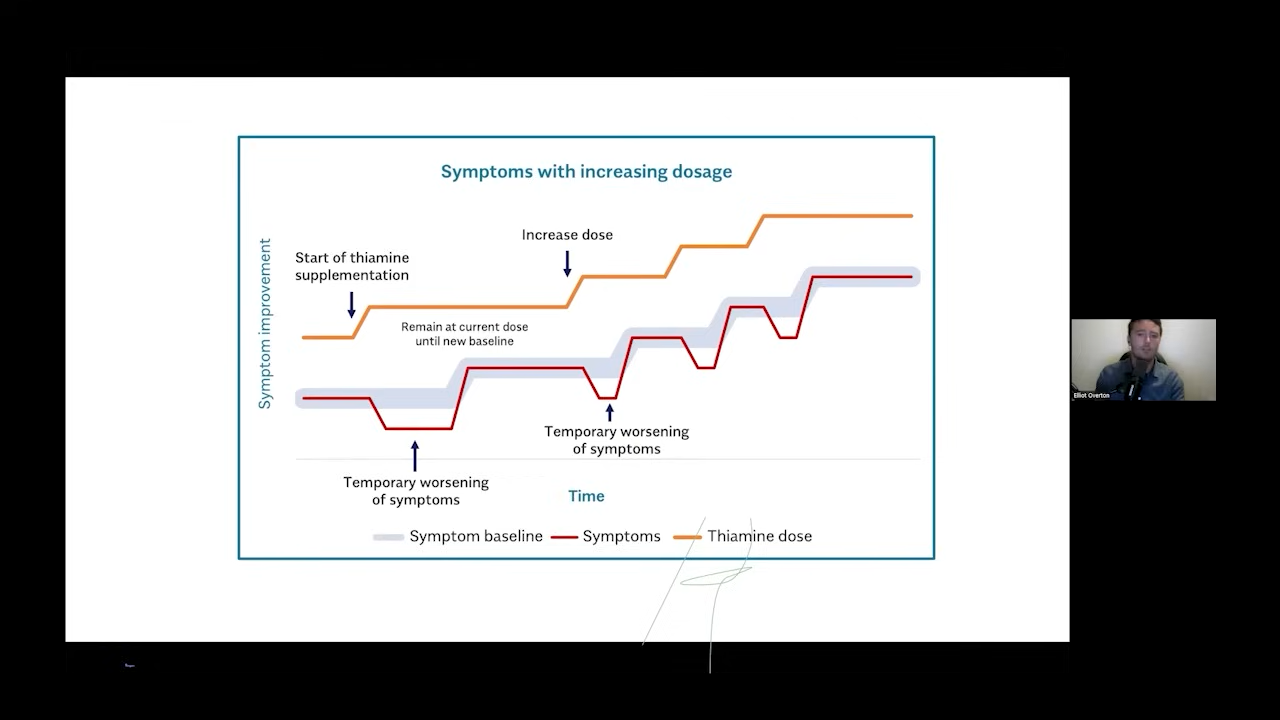 Symptoms with increasing dosage
Increase dose
Start of thiamine
supplementation
Symptom improvement
Remain at current dose
until new baseline
Temporary worsening
of symptoms
Temporary worsening
of symptoms
Time
Symptom baseline
Symptoms
Thiamine dose
Elliot Overton